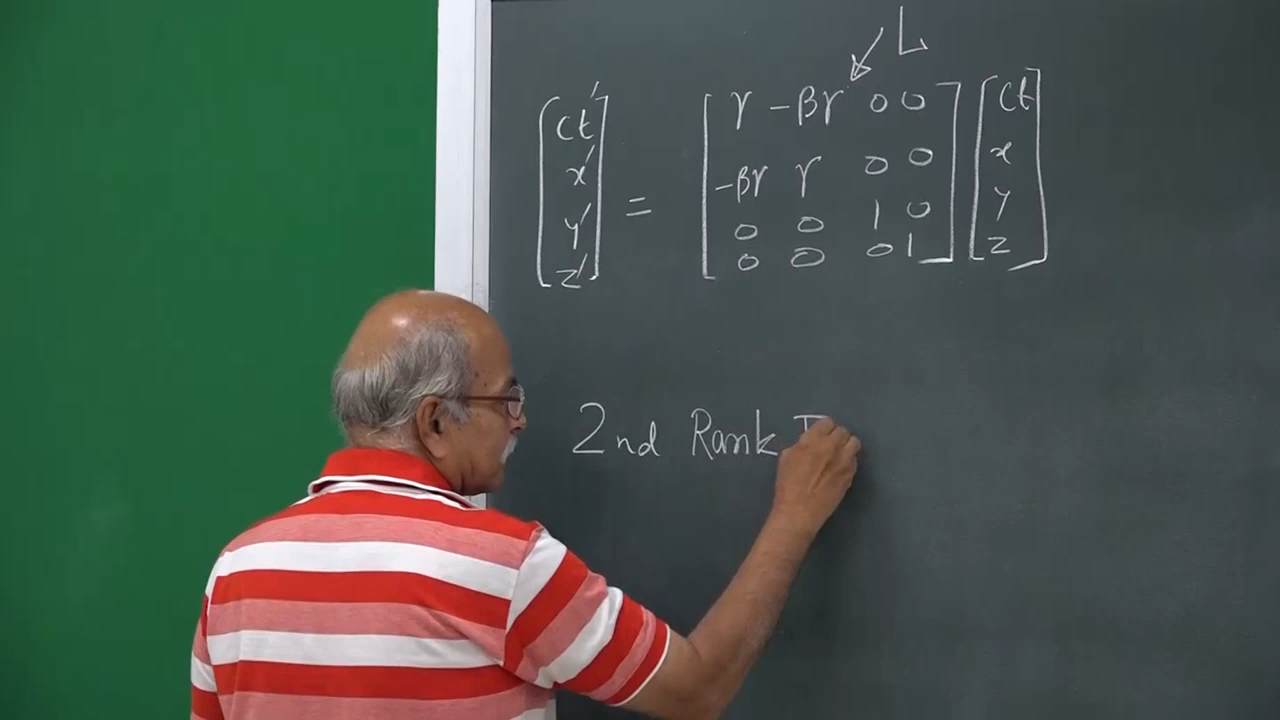 L
[ct′ x′ y′ z′] = [γ -βγ 0 0
-βγ γ 0 0
0 0 1 0
0 0 0 1] [ct x y z]
2nd Rank T